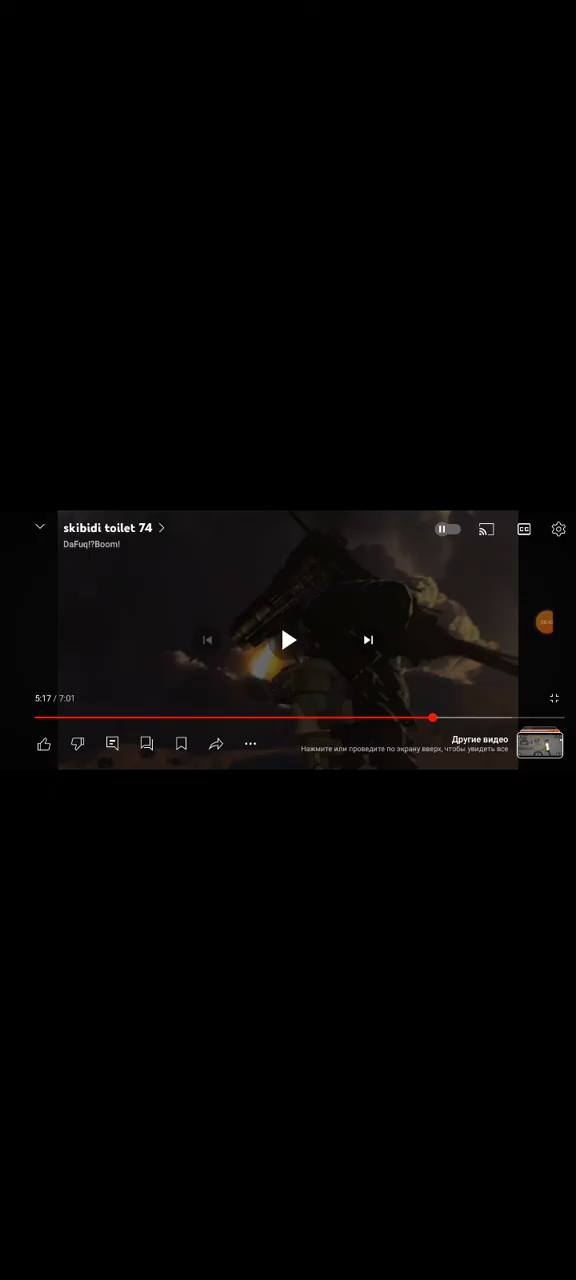 skibidi toilet 74
DaFuq!?Boom!
5:17 / 7:01
Другие видео
Нажмите или проведите по экрану вверх, чтобы увидеть все